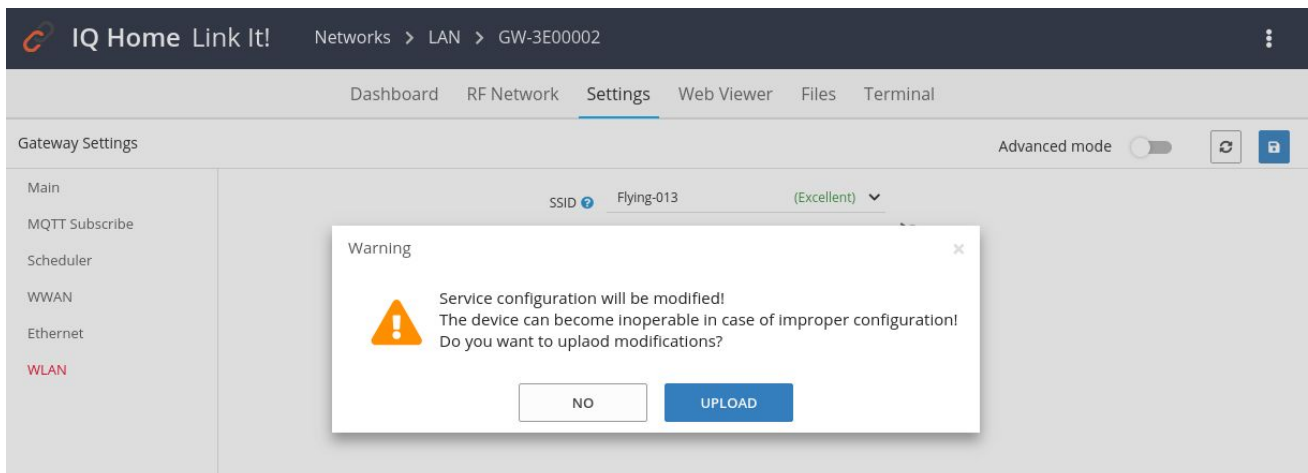 IQ Home Link It! Networks > LAN > GW-3E00002
Dashboard RF Network Settings Web Viewer Files Terminal
Gateway Settings Advanced mode
Main
MQTT Subscribe
Scheduler
WWAN
Ethernet
WLAN
SSID Flying-013 (Excellent)
Warning
Service configuration will be modified!
The device can become inoperable in case of improper configuration!
Do you want to uplaod modifications?
NO UPLOAD